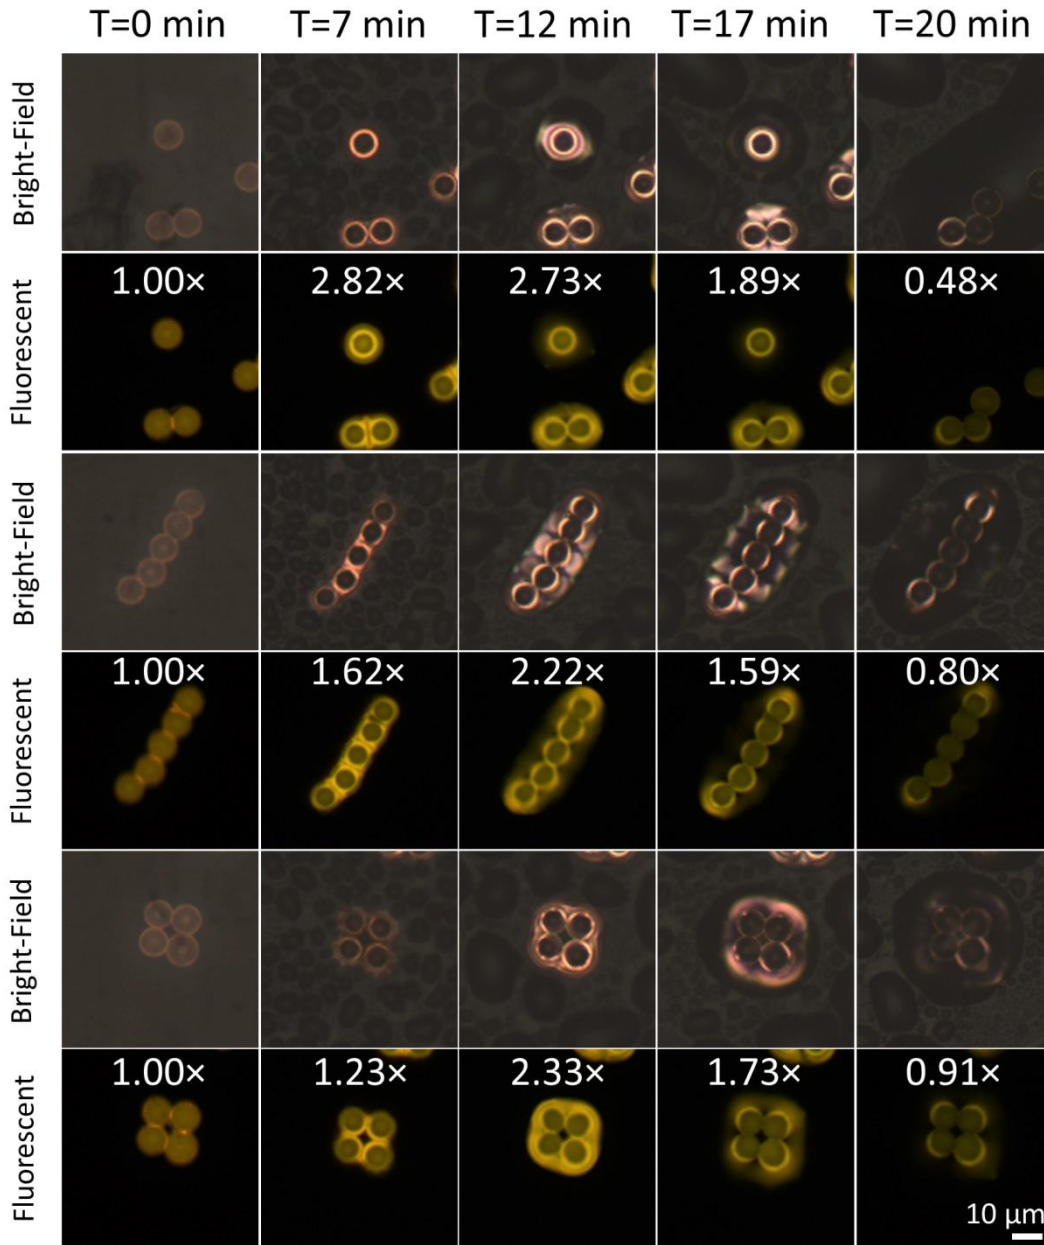 T=0 min T=7 min T=12 min T=17 min T=20 min
Bright-Field
Fluorescent
1.00× 2.82× 2.73× 1.89× 0.48×
Bright-Field
Fluorescent
1.00× 1.62× 2.22× 1.59× 0.80×
Bright-Field
Fluorescent
1.00× 1.23× 2.33× 1.73× 0.91×
10 μm